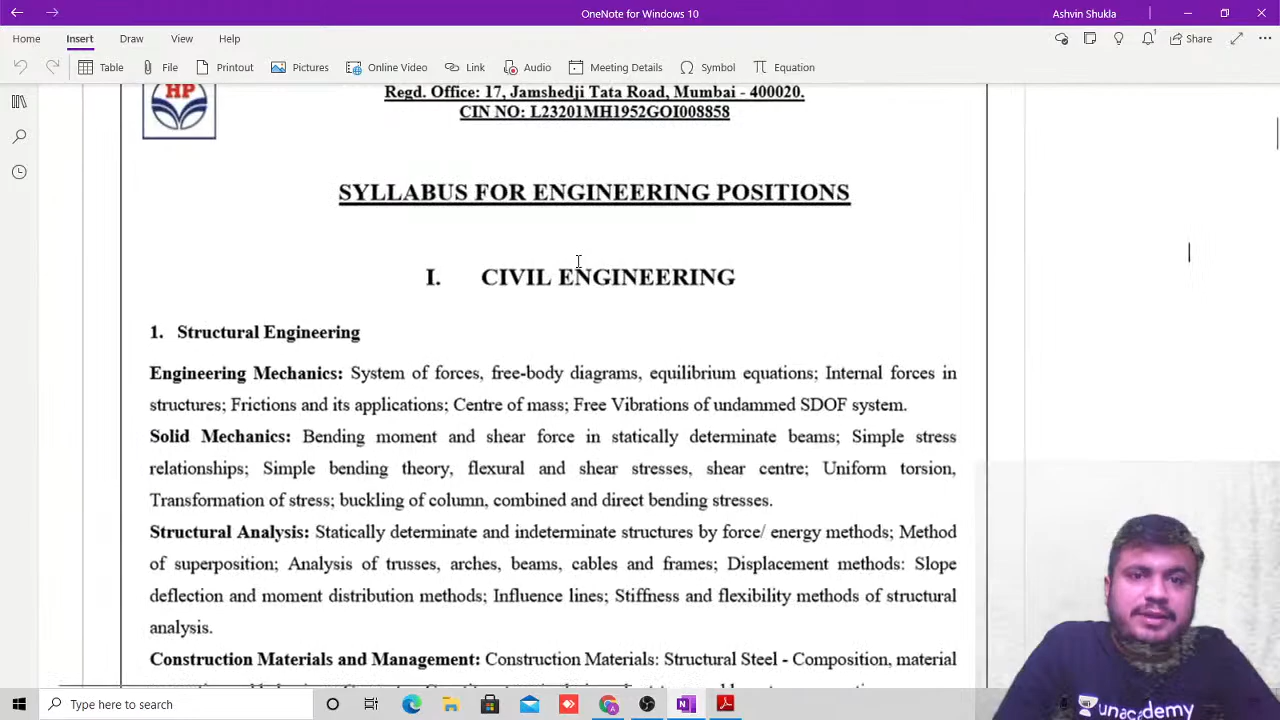 OneNote for Windows 10
Ashvin Shukla
Home Insert Draw View Help
Share
Table File Printout Pictures Online Video Link Audio Meeting Details Symbol Equation
HP
Regd. Office: 17, Jamshedji Tata Road, Mumbai - 400020.
CIN NO: L23201MH1952GOI008858
SYLLABUS FOR ENGINEERING POSITIONS
I. CIVIL ENGINEERING
1. Structural Engineering
Engineering Mechanics: System of forces, free-body diagrams, equilibrium equations; Internal forces in
structures; Frictions and its applications; Centre of mass; Free Vibrations of undammed SDOF system.
Solid Mechanics: Bending moment and shear force in statically determinate beams; Simple stress
relationships; Simple bending theory, flexural and shear stresses, shear centre; Uniform torsion,
Transformation of stress; buckling of column, combined and direct bending stresses.
Structural Analysis: Statically determinate and indeterminate structures by force/ energy methods; Method
of superposition; Analysis of trusses, arches, beams, cables and frames; Displacement methods: Slope
deflection and moment distribution methods; Influence lines; Stiffness and flexibility methods of structural
analysis.
Construction Materials and Management: Construction Materials: Structural Steel - Composition, material
unacademy
Type here to search